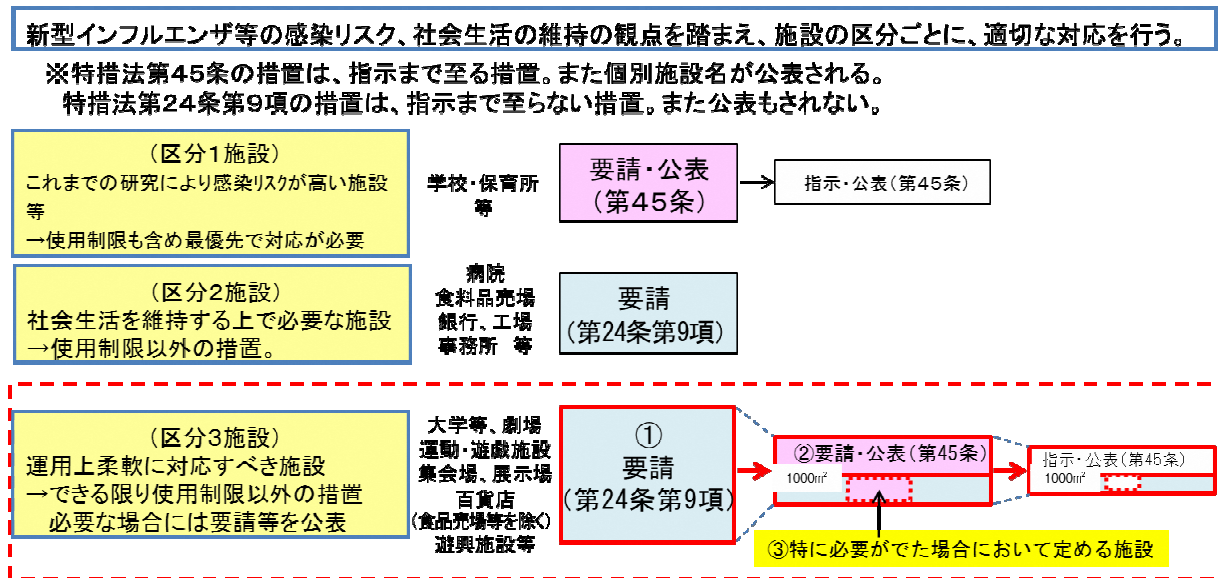 新型インフルエンザ等の感染リスク、社会生活の維持の観点を踏まえ、施設の区分ごとに、適切な対応を行う。
※特措法第45条の措置は、指示まで至る措置。また個別施設名が公表される。
特措法第24条第9項の措置は、指示まで至らない措置。また公表もされない。
(区分1施設)
これまでの研究により感染リスクが高い施設
等
→使用制限も含め最優先で対応が必要
学校・保育所
等
要請・公表
(第45条)
指示・公表(第45条)
(区分2施設)
社会生活を維持する上で必要な施設
→使用制限以外の措置。
病院
食料品売場
銀行、工場
事務所 等
要請
(第24条第9項)
(区分3施設)
運用上柔軟に対応すべき施設
→できる限り使用制限以外の措置
必要な場合には要請等を公表
大学等、劇場
運動・遊戯施設
集会場、展示場
百貨店
(食品売場等を除く)
遊興施設等
①
要請
(第24条第9項)
②要請・公表(第45条)
1000㎡
指示・公表(第45条)
1000㎡
③特に必要がでた場合において定める施設